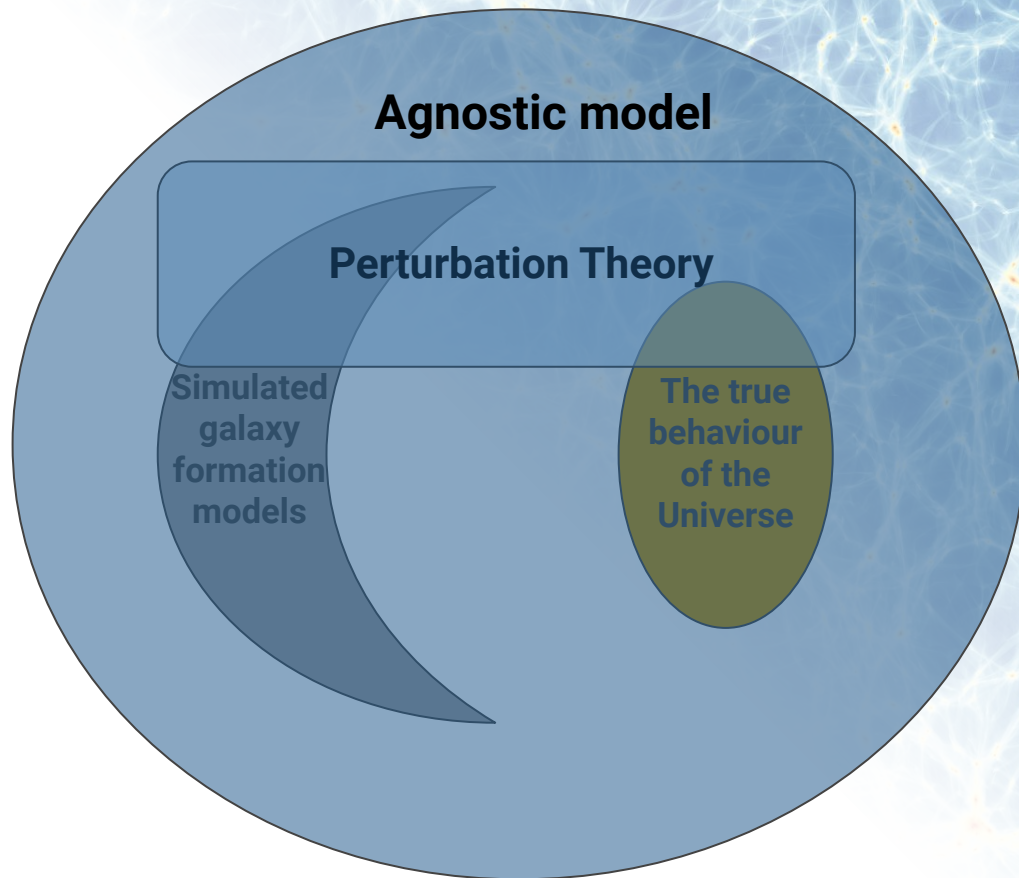 Agnostic model
Perturbation Theory
Simulated
galaxy
formation
models
The true
behaviour
of the
Universe